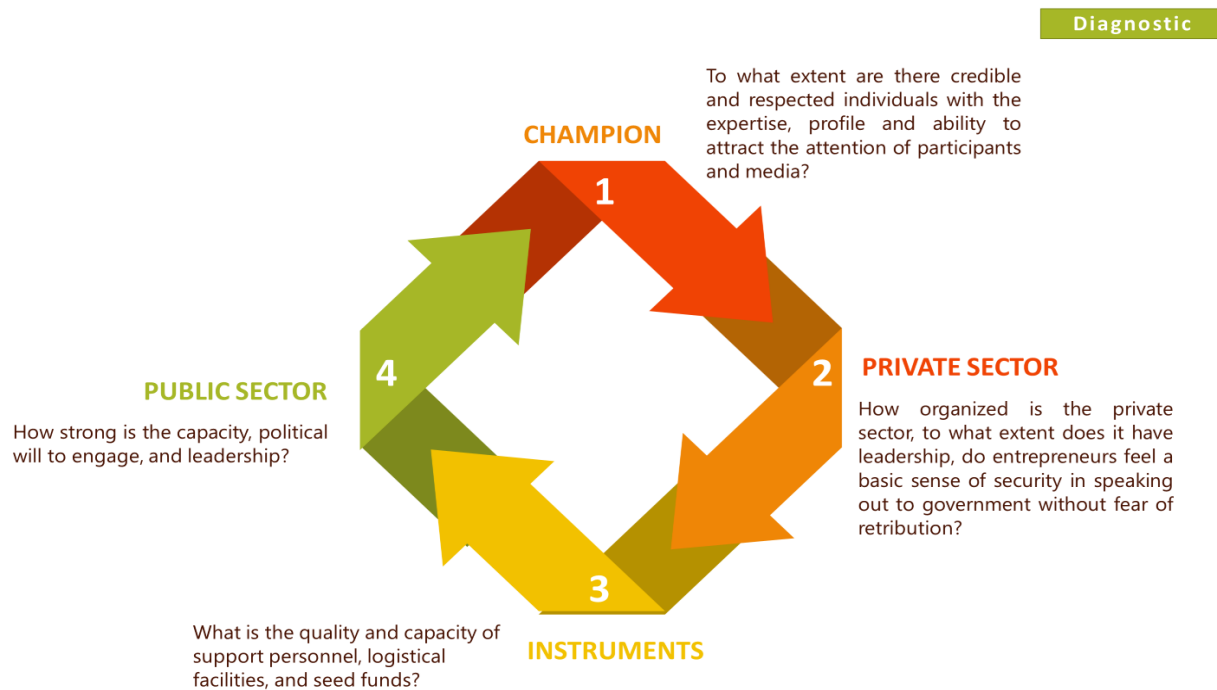 Diagnostic
CHAMPION
To what extent are there credible
and respected individuals with the
expertise, profile and ability to
attract the attention of participants
and media?
1
2
PRIVATE SECTOR
How organized is the private
sector, to what extent does it have
leadership, do entrepreneurs feel a
basic sense of security in speaking
out to government without fear of
retribution?
4
PUBLIC SECTOR
How strong is the capacity, political
will to engage, and leadership?
3
INSTRUMENTS
What is the quality and capacity of
support personnel, logistical
facilities, and seed funds?